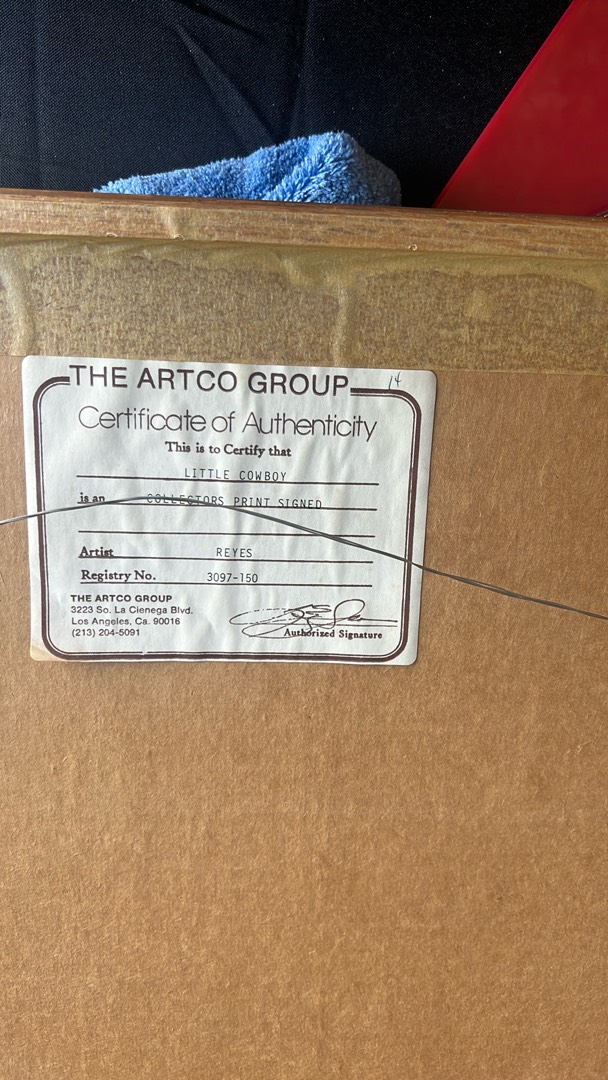 THE ARTCO GROUP 14
Certificate of Authenticity
This is to Certify that
LITTLE COWBOY
is an COLLECTORS PRINT SIGNED
Artist REYES
Registry No. 3097-150
THE ARTCO GROUP
3223 So. La Cienega Blvd.
Los Angeles, Ca. 90016
(213) 204-5091
Authorized Signature